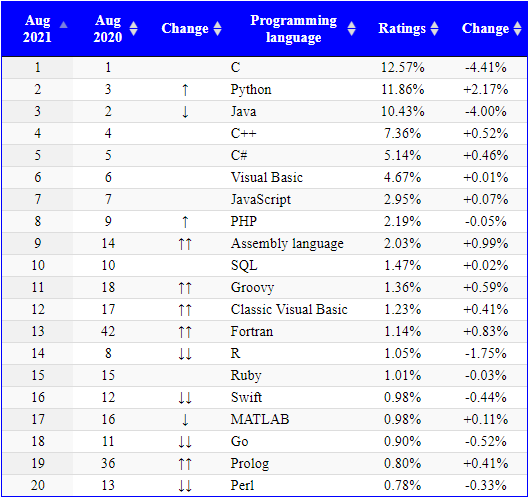 Aug 2021 Aug 2020 Change Programming language Ratings Change
1 1 C 12.57% -4.41%
2 3 ↑ Python 11.86% +2.17%
3 2 ↓ Java 10.43% -4.00%
4 4 C++ 7.36% +0.52%
5 5 C# 5.14% +0.46%
6 6 Visual Basic 4.67% +0.01%
7 7 JavaScript 2.95% +0.07%
8 9 ↑ PHP 2.19% -0.05%
9 14 ↑↑ Assembly language 2.03% +0.99%
10 10 SQL 1.47% +0.02%
11 18 ↑↑ Groovy 1.36% +0.59%
12 17 ↑↑ Classic Visual Basic 1.23% +0.41%
13 42 ↑↑ Fortran 1.14% +0.83%
14 8 ↓↓ R 1.05% -1.75%
15 15 Ruby 1.01% -0.03%
16 12 ↓↓ Swift 0.98% -0.44%
17 16 ↓ MATLAB 0.98% +0.11%
18 11 ↓↓ Go 0.90% -0.52%
19 36 ↑↑ Prolog 0.80% +0.41%
20 13 ↓↓ Perl 0.78% -0.33%